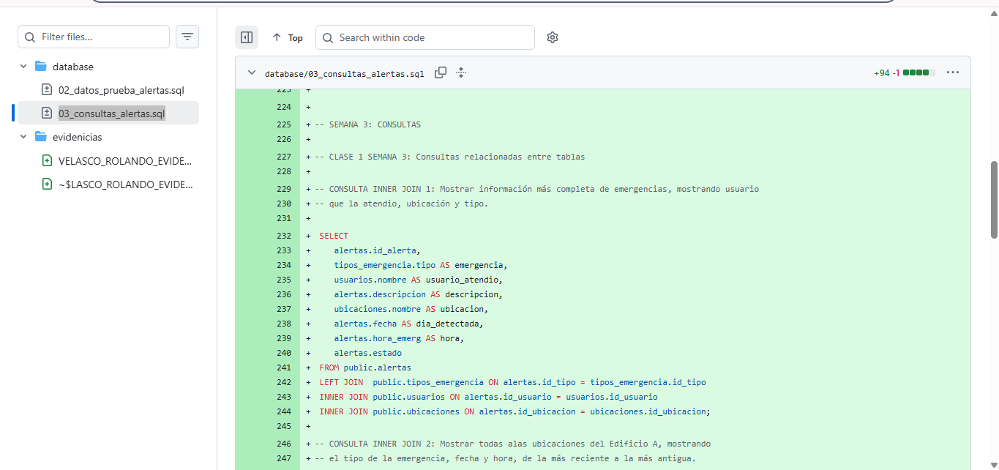 Filter files...
database
02_datos_prueba_alertas.sql
03_consultas_alertas.sql
evidenicias
VELASCO_ROLANDO_EVIDE...
~$LASCO_ROLANDO_EVIDE...
Top
Search within code
database/03_consultas_alertas.sql
+94 -1
223 +
224 +
225 + -- SEMANA 3: CONSULTAS
226 +
227 + -- CLASE 1 SEMANA 3: Consultas relacionadas entre tablas
228 +
229 + -- CONSULTA INNER JOIN 1: Mostrar información más completa de emergencias, mostrando usuario
230 + -- que la atendio, ubicación y tipo.
231 +
232 + SELECT
233 + alertas.id_alerta,
234 + tipos_emergencia.tipo AS emergencia,
235 + usuarios.nombre AS usuario_atendio,
236 + alertas.descripcion AS descripcion,
237 + ubicaciones.nombre AS ubicacion,
238 + alertas.fecha AS dia_detectada,
239 + alertas.hora_emerg AS hora,
240 + alertas.estado
241 + FROM public.alertas
242 + LEFT JOIN  public.tipos_emergencia ON alertas.id_tipo = tipos_emergencia.id_tipo
243 + INNER JOIN public.usuarios ON alertas.id_usuario = usuarios.id_usuario
244 + INNER JOIN public.ubicaciones ON alertas.id_ubicacion = ubicaciones.id_ubicacion;
245 +
246 + -- CONSULTA INNER JOIN 2: Mostrar todas alas ubicaciones del Edificio A, mostrando
247 + -- el tipo de la emergencia, fecha y hora, de la más reciente a la más antigua.